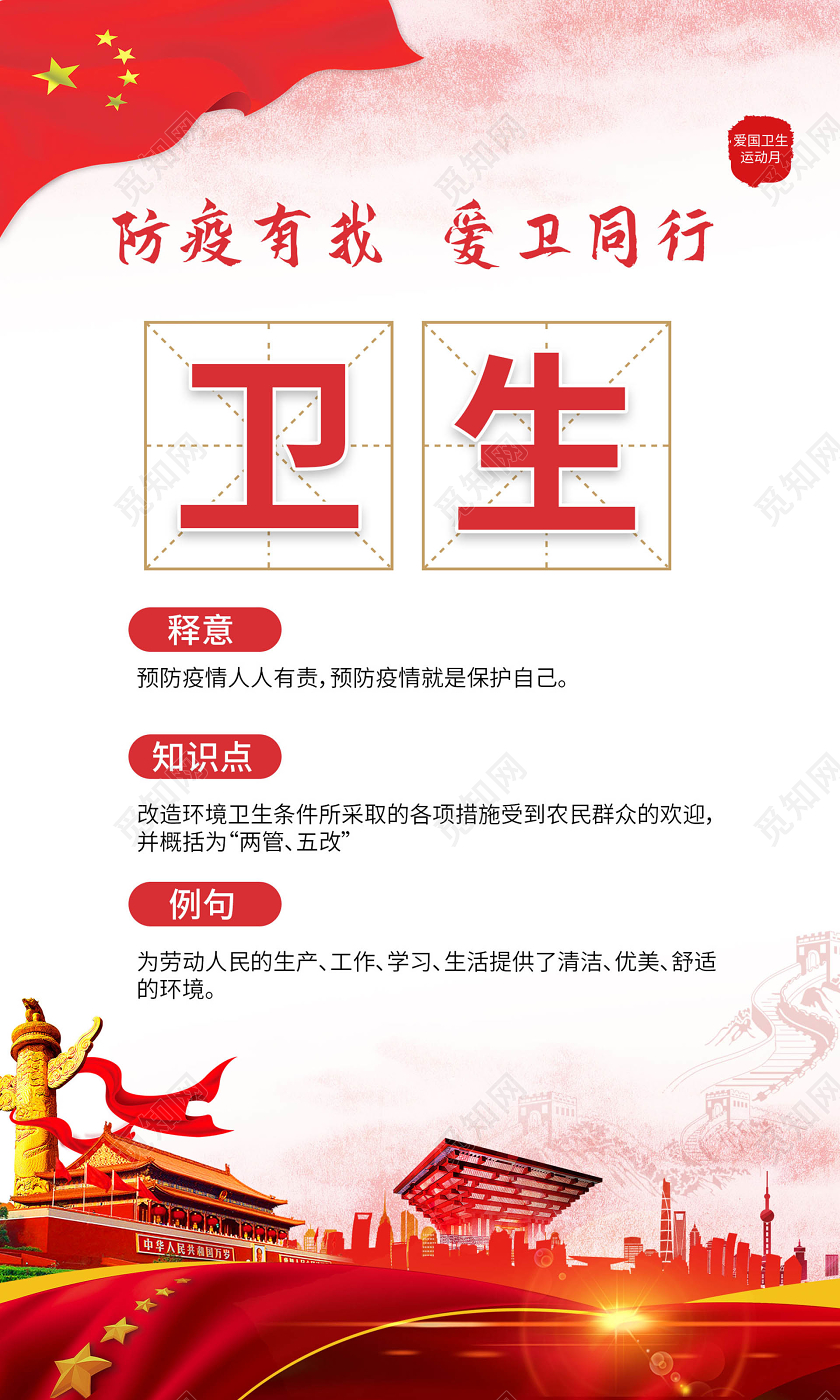 爱国卫生
运动月
防疫有我 爱卫同行
卫生
释意
预防疫情人人有责，预防疫情就是保护自己。
知识点
改造环境卫生条件所采取的各项措施受到农民群众的欢迎，
并概括为“两管、五改”
例句
为劳动人民的生产、工作、学习、生活提供了清洁、优美、舒适
的环境。
中华人民共和国万岁
觅知网